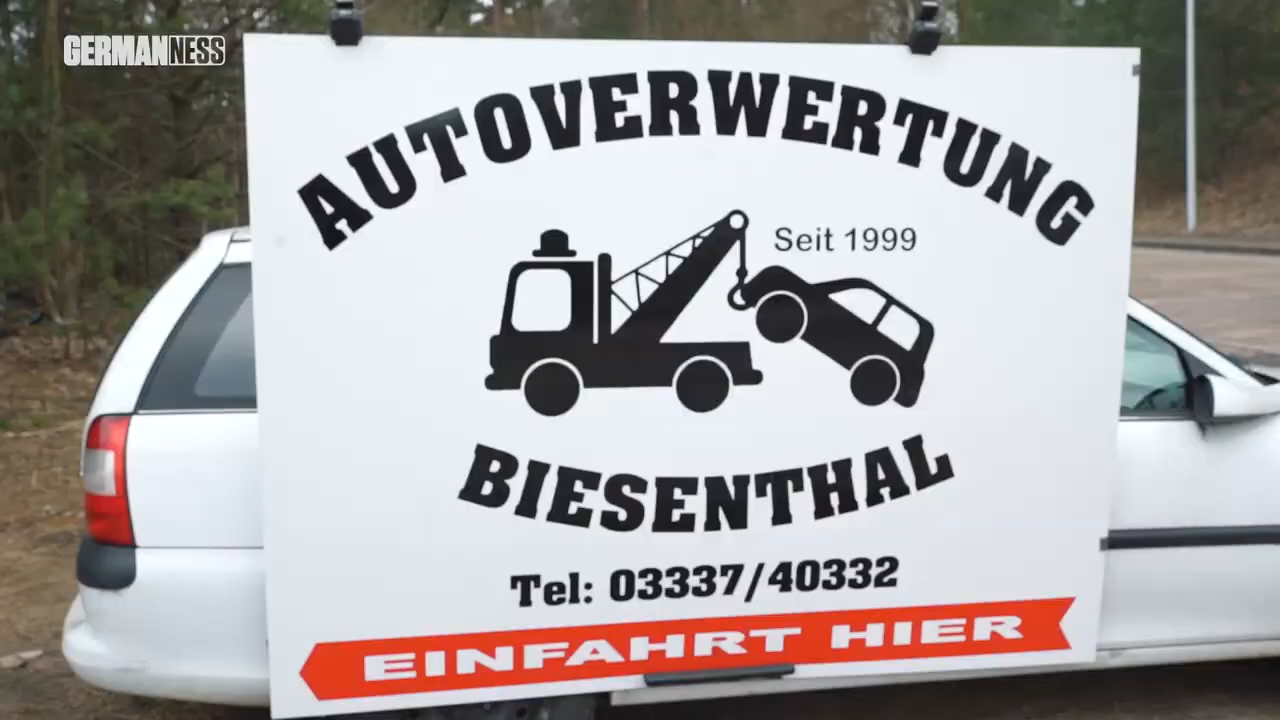 GERMANNESS
AUTOVERWERTUNG
Seit 1999
BIESENTHAL
Tel: 03337/40332
EINFAHRT HIER